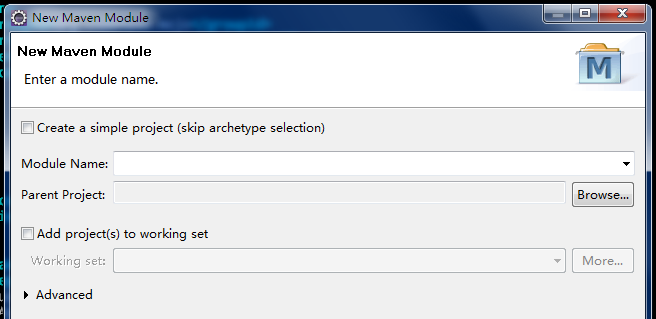 New Maven Module
New Maven Module
Enter a module name.
M
Create a simple project (skip archetype selection)
Module Name:
Parent Project:
Browse...
Add project(s) to working set
Working set:
More...
Advanced